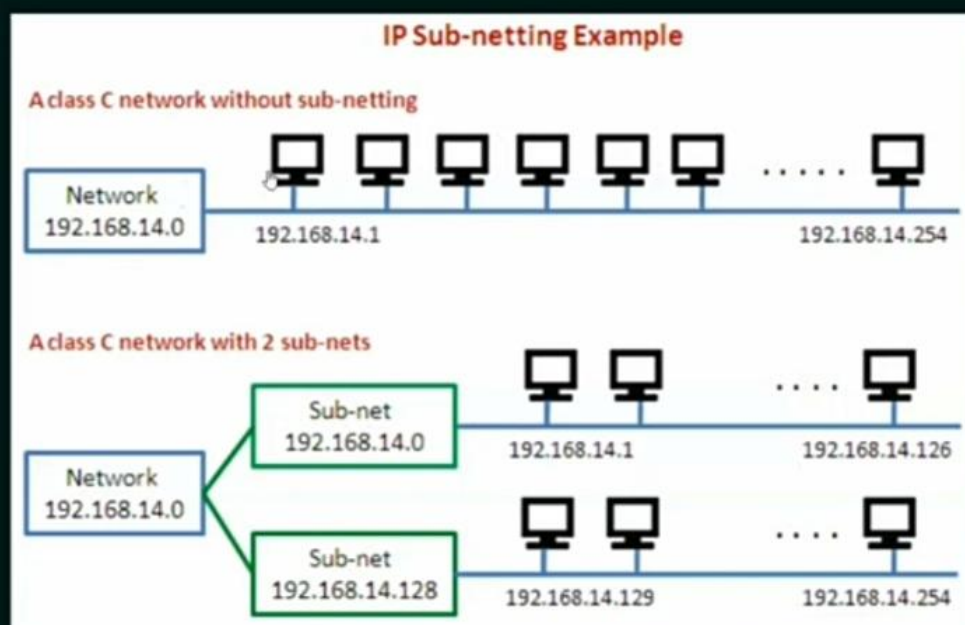 IP Sub-netting Example
A class C network without sub-netting
Network
192.168.14.0
.....
192.168.14.1
192.168.14.254
A class C network with 2 sub-nets
Sub-net
192.168.14.0
....
192.168.14.1
192.168.14.126
Network
192.168.14.0
Sub-net
192.168.14.128
....
192.168.14.129
192.168.14.254